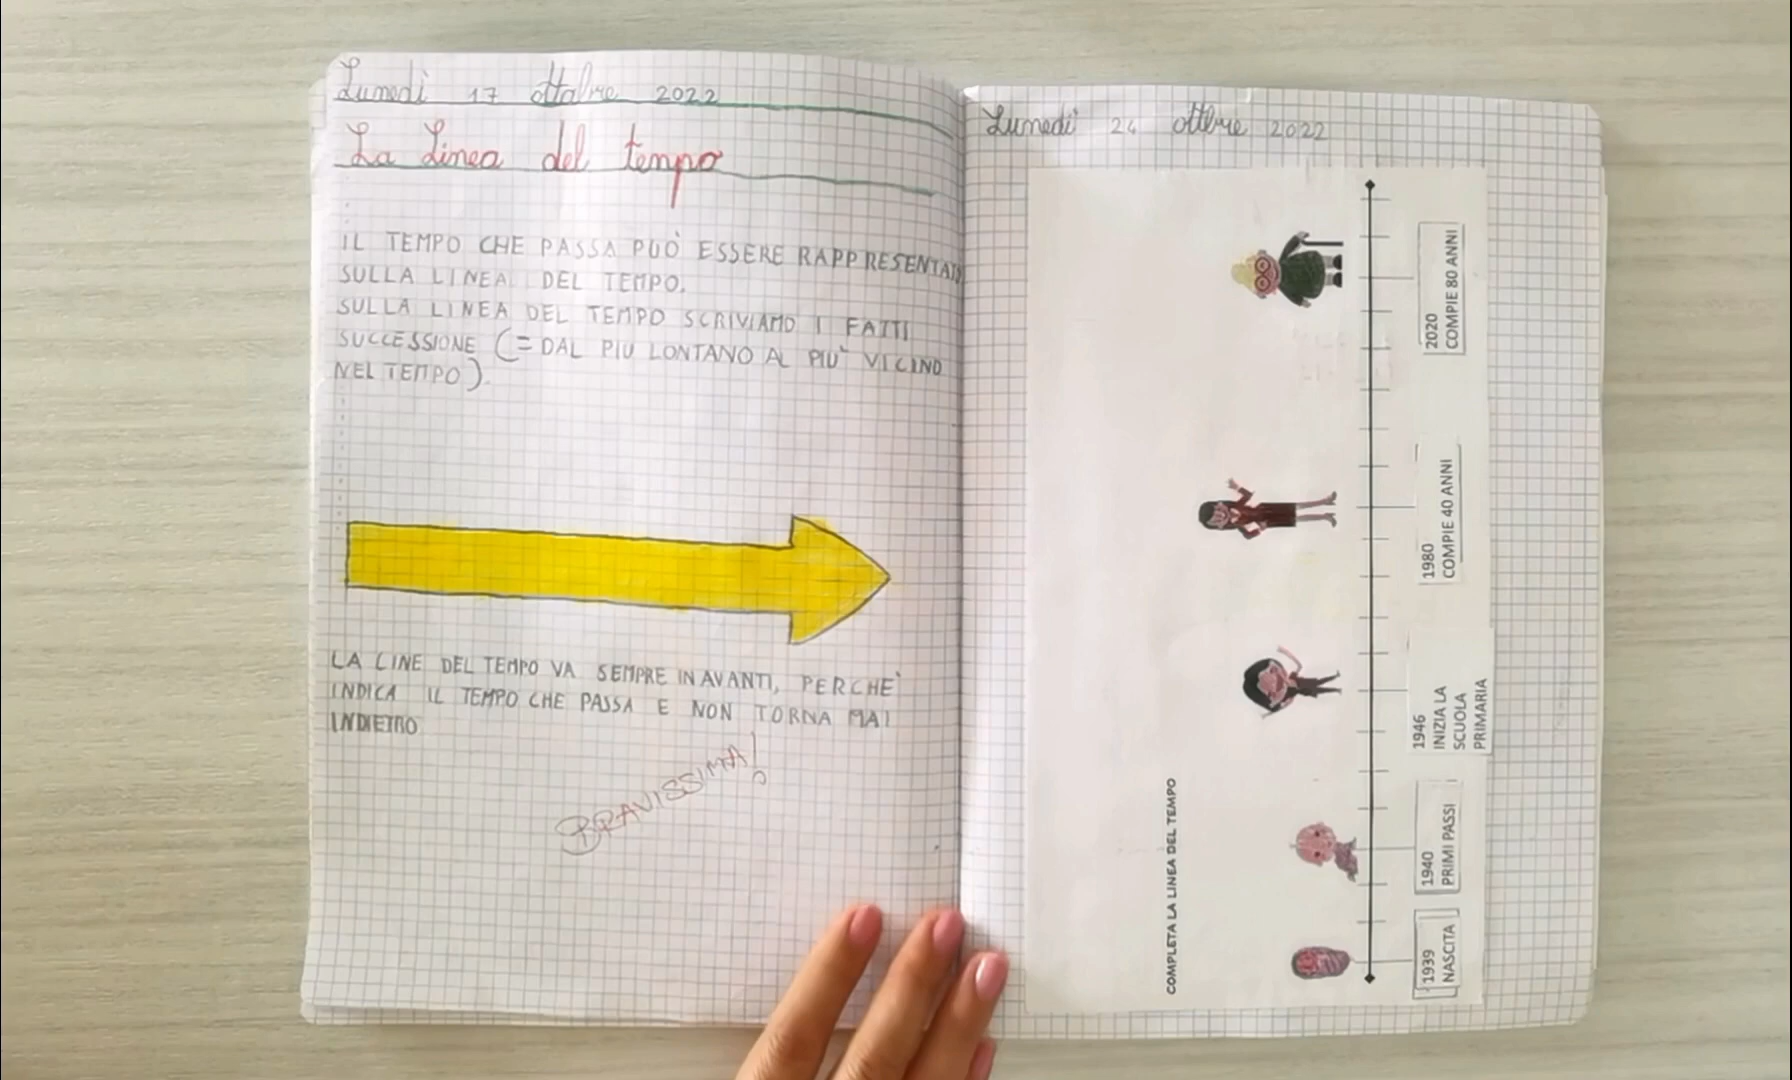 Lunedì 17 ottobre 2022
La Linea del tempo
IL TEMPO CHE PASSA PUÒ ESSERE RAPPRESENTATO
SULLA LINEA DEL TEMPO.
SULLA LINEA DEL TEMPO SCRIVIAMO I FATTI
SUCCESSIONE (= DAL PIU LONTANO AL PIÙ VICINO
NEL TEMPO).
LA LINE DEL TEMPO VA SEMPRE IN AVANTI, PERCHÈ
INDICA IL TEMPO CHE PASSA E NON TORNA MAI
INDIETRO
BRAVISSIMA!
Lunedì 24 ottobre 2022
COMPLETA LA LINEA DEL TEMPO
1939
NASCITA
1940
PRIMI PASSI
1946
INIZIA LA
SCUOLA
PRIMARIA
1980
COMPIE 40 ANNI
2020
COMPIE 80 ANNI